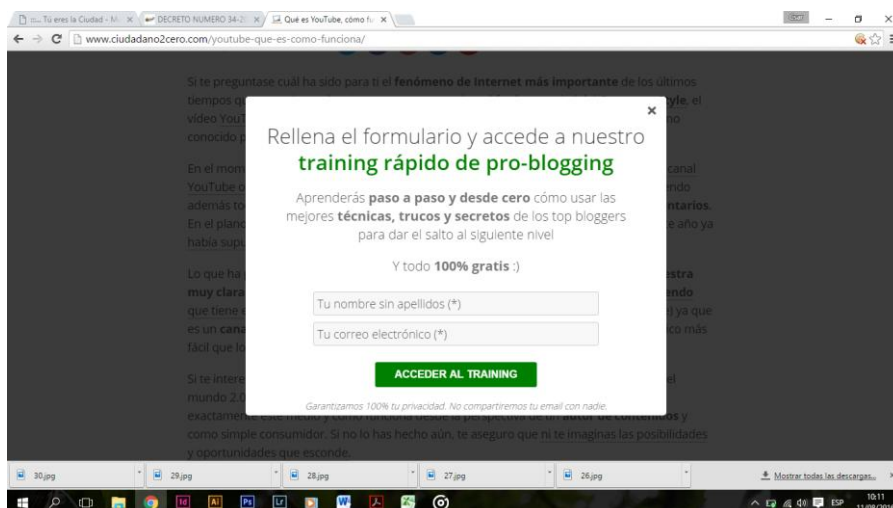 ::... Tú eres la Ciudad - M
DECRETO NUMERO 34-2
Qué es YouTube, cómo fu
www.ciudadano2cero.com/youtube-que-es-como-funciona/
Si te preguntase cuál ha sido para ti el fenómeno de Internet más importante de los últimos
tiempos
yle, el
vídeo YouT
no
conocido p
Rellena el formulario y accede a nuestro
training rápido de pro-blogging
En el mom
canal
YouTube o
ndo
además to
ntarios.
En el plano
e año ya
había supu
Aprenderás paso a paso y desde cero cómo usar las
mejores técnicas, trucos y secretos de los top bloggers
para dar el salto al siguiente nivel
Y todo 100% gratis :)
Lo que ha
estra
muy clara
endo
que tiene e
) ya que
es un cana
ico más
fácil que lo
Tu nombre sin apellidos (*)
Tu correo electrónico (*)
ACCEDER AL TRAINING
Garantizamos 100% tu privacidad. No compartiremos tu email con nadie.
Si te intere
el
mundo 2.0
exactamente este medio y cómo funciona desde la perspectiva de un autor de contenidos y
como simple consumidor. Si no lo has hecho aún, te aseguro que ni te imaginas las posibilidades
y oportunidades que esconde.
30.jpg 29.jpg 28.jpg 27.jpg 26.jpg Mostrar todas las descargas...
Id Ai Ps Lr W ESP 10:11